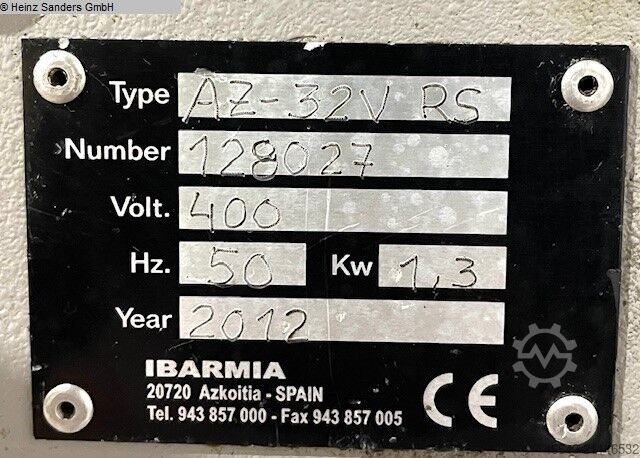 © Heinz Sanders GmbH
Type AZ-32V RS
Number 128027
Volt. 400
Hz. 50 Kw 1,3
Year 2012
IBARMIA
20720 Azkoitia - SPAIN
Tel. 943 857 000 - Fax 943 857 005
CE